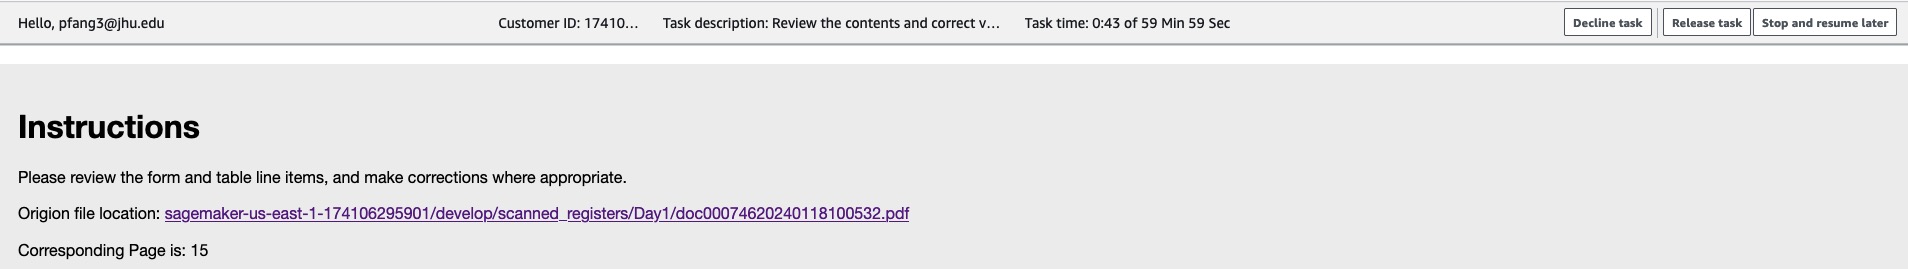 Hello, pfang3@jhu.edu Customer ID: 17410... Task description: Review the contents and correct v... Task time: 0:43 of 59 Min 59 Sec Decline task Release task Stop and resume later
Instructions
Please review the form and table line items, and make corrections where appropriate.
Origion file location: sagemaker-us-east-1-174106295901/develop/scanned_registers/Day1/doc00074620240118100532.pdf
Corresponding Page is: 15